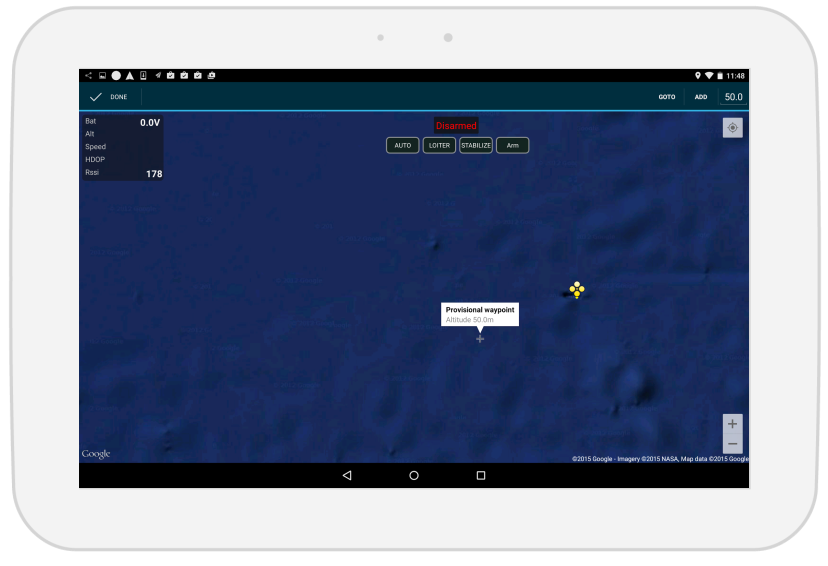 11:48
DONE
GOTO ADD 50.0
Bat 0.0V
Alt
Speed
HDOP
Rssi 178
Disarmed
AUTO LOITER STABILIZE Arm
Provisional waypoint
Altitude 50.0m
+
−
Google
©2015 Google - Imagery ©2015 NASA, Map data ©2015 Google